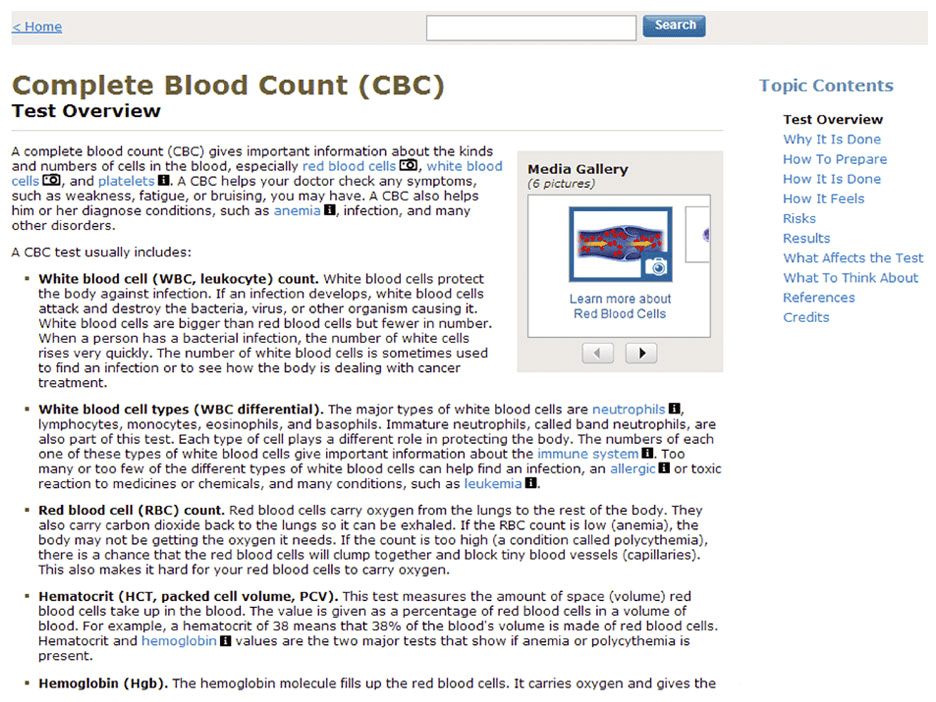 < Home
Search
Complete Blood Count (CBC)
Test Overview
A complete blood count (CBC) gives important information about the kinds
and numbers of cells in the blood, especially red blood cells, white blood
cells, and platelets. A CBC helps your doctor check any symptoms,
such as weakness, fatigue, or bruising, you may have. A CBC also helps
him or her diagnose conditions, such as anemia, infection, and many
other disorders.
A CBC test usually includes:
▪ White blood cell (WBC, leukocyte) count. White blood cells protect
the body against infection. If an infection develops, white blood cells
attack and destroy the bacteria, virus, or other organism causing it.
White blood cells are bigger than red blood cells but fewer in number.
When a person has a bacterial infection, the number of white cells
rises very quickly. The number of white blood cells is sometimes used
to find an infection or to see how the body is dealing with cancer
treatment.
▪ White blood cell types (WBC differential). The major types of white blood cells are neutrophils,
lymphocytes, monocytes, eosinophils, and basophils. Immature neutrophils, called band neutrophils, are
also part of this test. Each type of cell plays a different role in protecting the body. The numbers of each
one of these types of white blood cells give important information about the immune system. Too
many or too few of the different types of white blood cells can help find an infection, an allergic or toxic
reaction to medicines or chemicals, and many conditions, such as leukemia.
▪ Red blood cell (RBC) count. Red blood cells carry oxygen from the lungs to the rest of the body. They
also carry carbon dioxide back to the lungs so it can be exhaled. If the RBC count is low (anemia), the
body may not be getting the oxygen it needs. If the count is too high (a condition called polycythemia),
there is a chance that the red blood cells will clump together and block tiny blood vessels (capillaries).
This also makes it hard for your red blood cells to carry oxygen.
▪ Hematocrit (HCT, packed cell volume, PCV). This test measures the amount of space (volume) red
blood cells take up in the blood. The value is given as a percentage of red blood cells in a volume of
blood. For example, a hematocrit of 38 means that 38% of the blood's volume is made of red blood cells.
Hematocrit and hemoglobin values are the two major tests that show if anemia or polycythemia is
present.
▪ Hemoglobin (Hgb). The hemoglobin molecule fills up the red blood cells. It carries oxygen and gives the
Media Gallery
(6 pictures)
Learn more about
Red Blood Cells
Topic Contents
Test Overview
Why It Is Done
How To Prepare
How It Is Done
How It Feels
Risks
Results
What Affects the Test
What To Think About
References
Credits